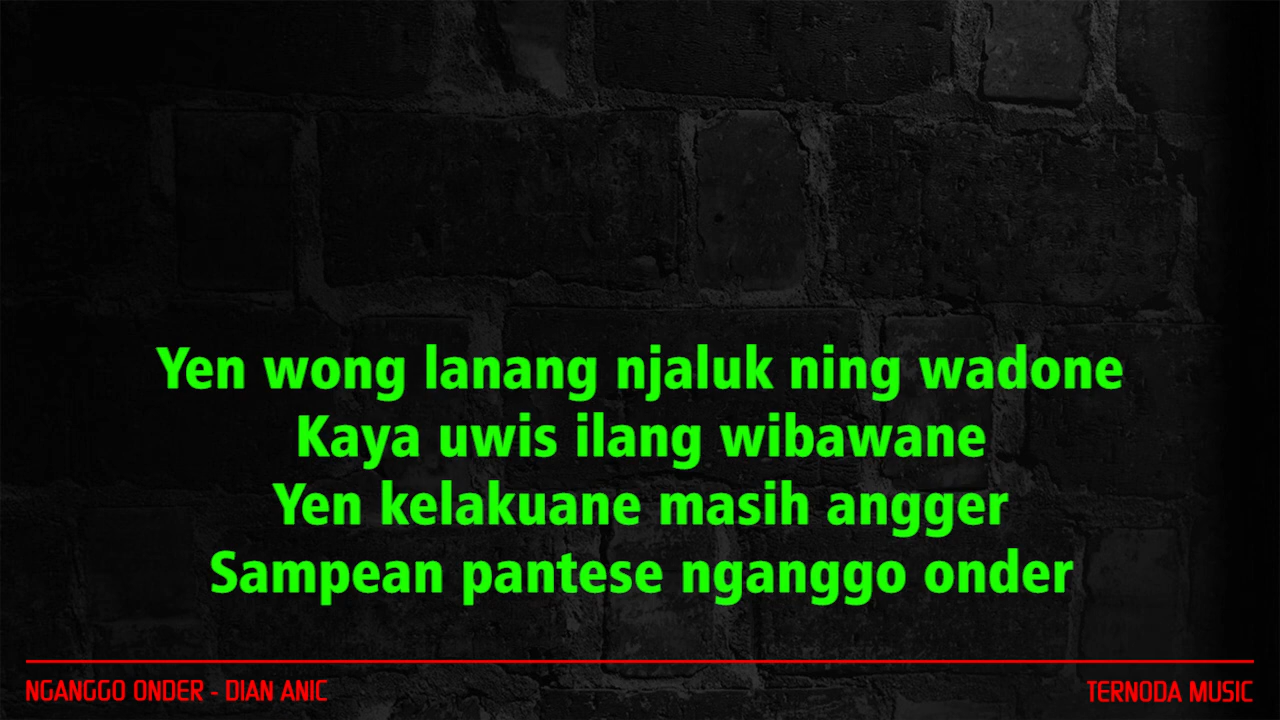 Yen wong lanang njaluk ning wadone
Kaya uwis ilang wibawane
Yen kelakuane masih angger
Sampean pantese nganggo onder
NGANGGO ONDER - DIAN ANIC
TERNODA MUSIC